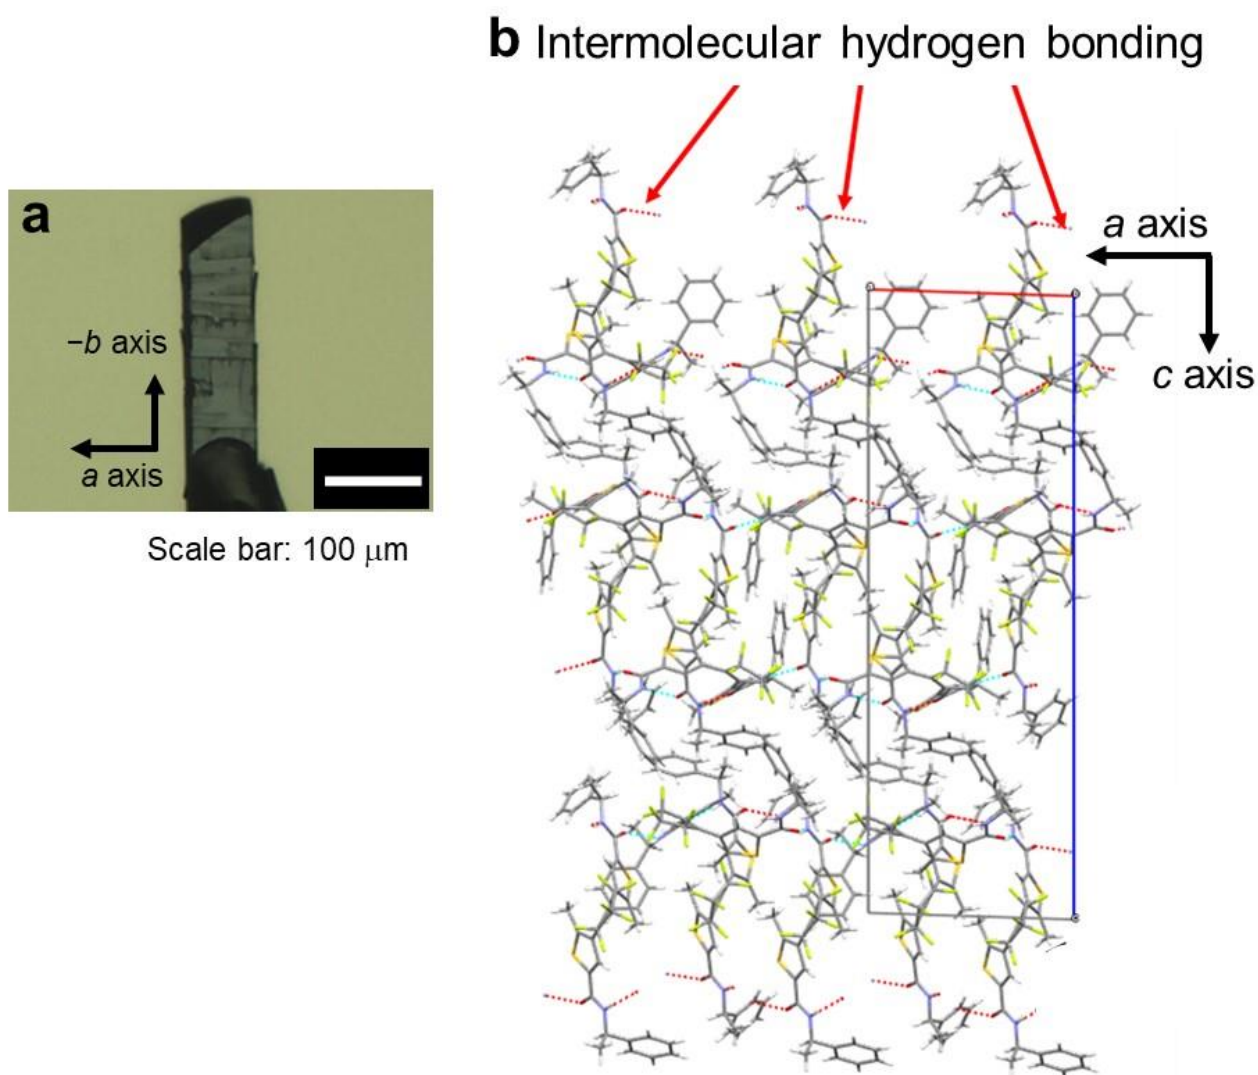 b Intermolecular hydrogen bonding
a
a axis
c axis
−b axis
a axis
Scale bar: 100 μm